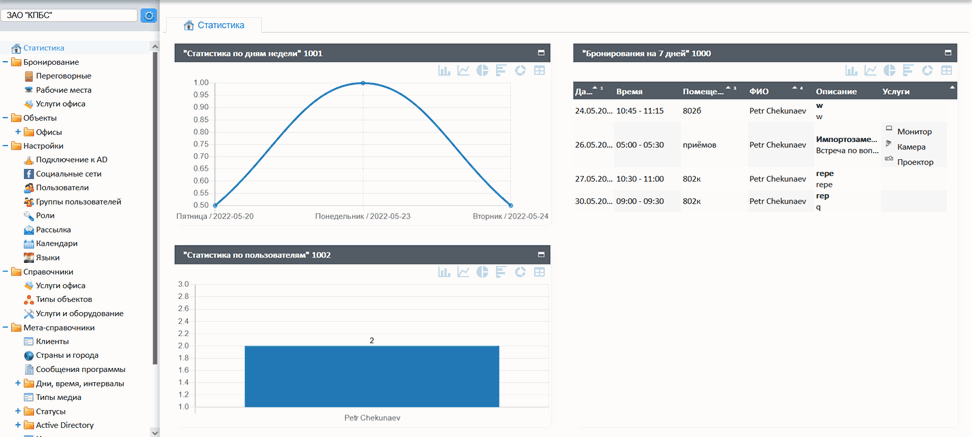 ЗАО "КПБС"
Статистика
Бронирование
Переговорные
Рабочие места
Услуги офиса
Объекты
Офисы
Настройки
Подключение к AD
Социальные сети
Пользователи
Группы пользователей
Роли
Рассылка
Календари
Языки
Справочники
Услуги офиса
Типы объектов
Услуги и оборудование
Мета-справочники
Клиенты
Страны и города
Сообщения программы
Дни, время, интервалы
Типы медиа
Статусы
Active Directory
Статистика
"Статистика по дням недели" 1001
1.00
0.95
0.90
0.85
0.80
0.75
0.70
0.65
0.60
0.55
0.50
Пятница / 2022-05-20 Понедельник / 2022-05-23 Вторник / 2022-05-24
"Статистика по пользователям" 1002
3.0
2.8
2.6
2.4
2.2
2.0
1.8
1.6
1.4
1.2
1.0
2
Petr Chekunaev
"Бронирования на 7 дней" 1000
Да... 1 Время Помеще... 3 ФИО 4 Описание Услуги
24.05.20... 10:45 - 11:15 802б Petr Chekunaev w
w
26.05.20... 05:00 - 05:30 приёмов Petr Chekunaev Импортозаме...
Встреча по воп...
Монитор
Камера
Проектор
27.05.20... 10:30 - 11:00 802к Petr Chekunaev repe
repe
30.05.20... 09:00 - 09:30 802к Petr Chekunaev rep
q